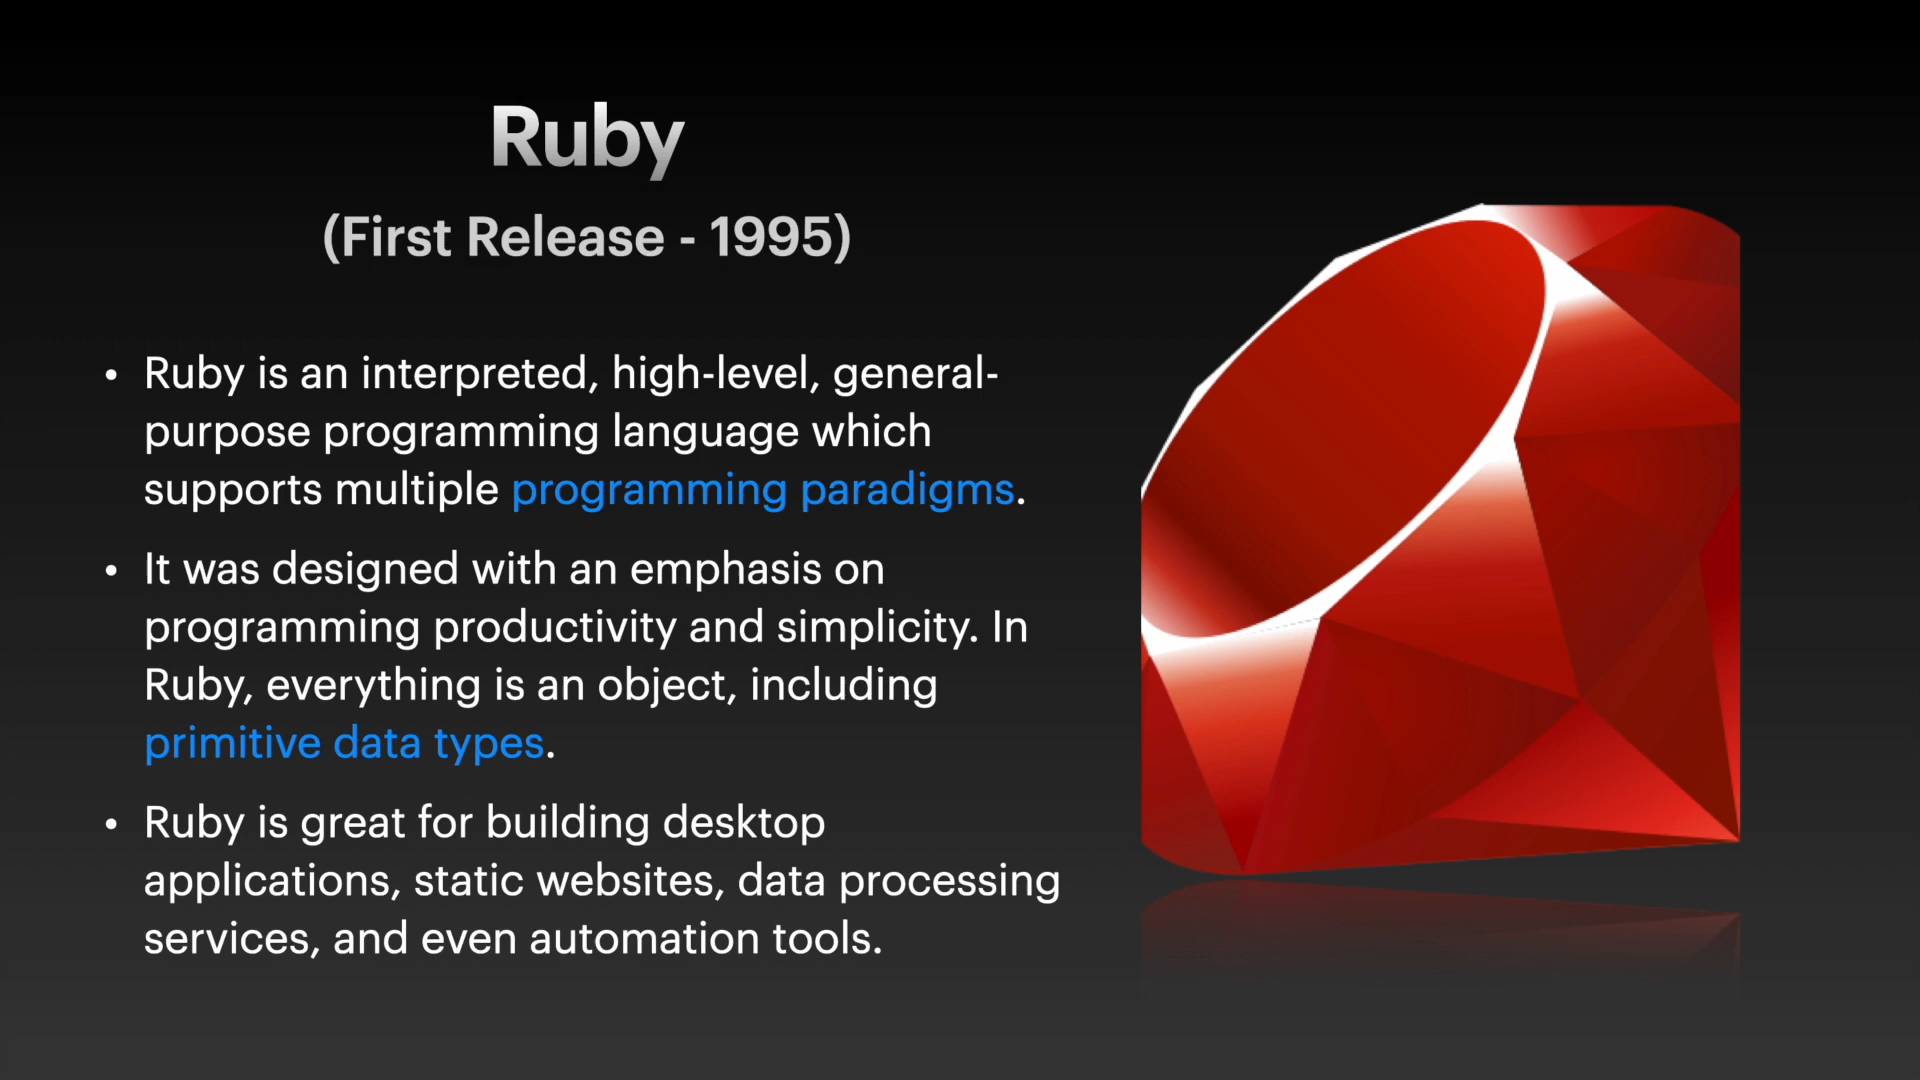 Ruby
(First Release - 1995)
• Ruby is an interpreted, high-level, general-
purpose programming language which
supports multiple programming paradigms.
• It was designed with an emphasis on
programming productivity and simplicity. In
Ruby, everything is an object, including
primitive data types.
• Ruby is great for building desktop
applications, static websites, data processing
services, and even automation tools.